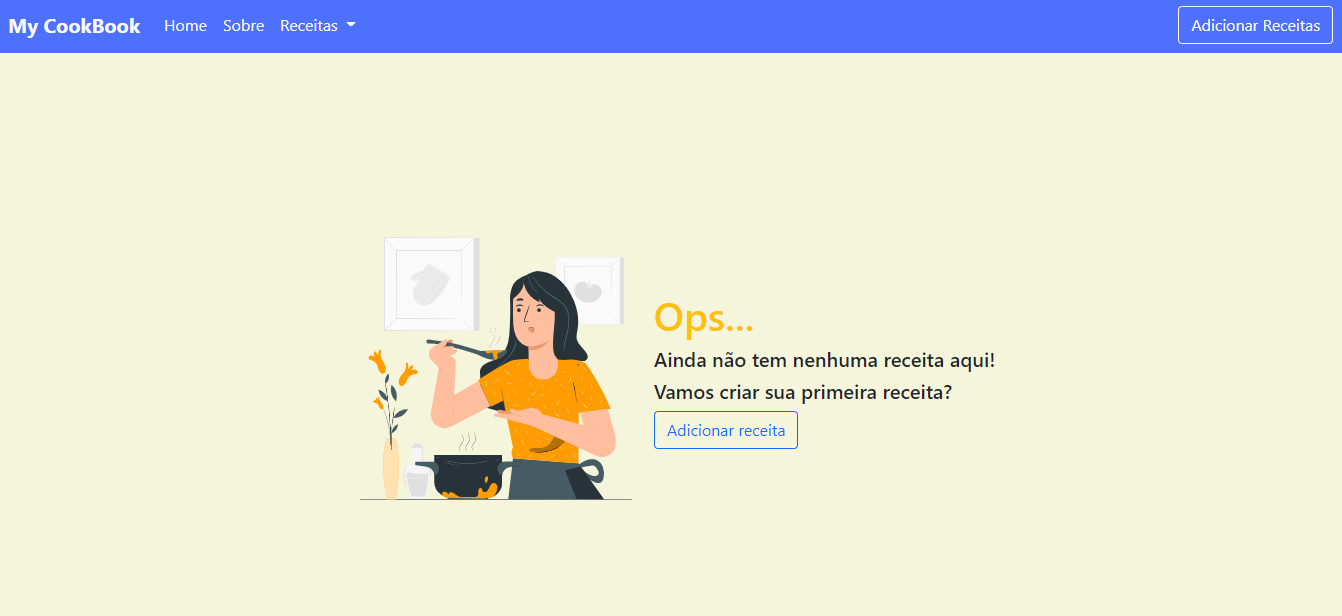 My CookBook Home Sobre Receitas Adicionar Receitas
Ops...
Ainda não tem nenhuma receita aqui!
Vamos criar sua primeira receita?
Adicionar receita